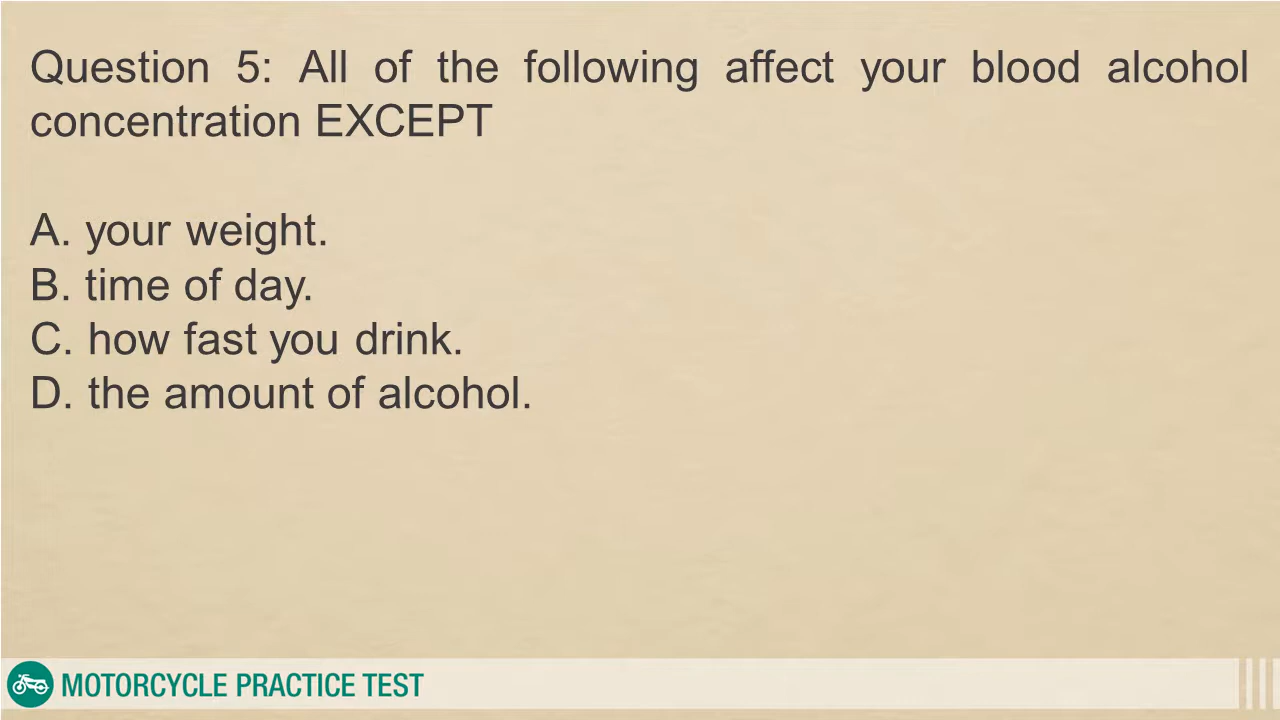 Question 5: All of the following affect your blood alcohol
concentration EXCEPT
A. your weight.
B. time of day.
C. how fast you drink.
D. the amount of alcohol.
MOTORCYCLE PRACTICE TEST